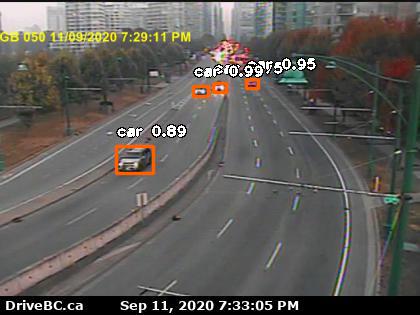 GB 050 11/09/2020 7:29:11 PM
car 0.95
car 0.99
car 0.89
DriveBC.ca Sep 11, 2020 7:33:05 PM